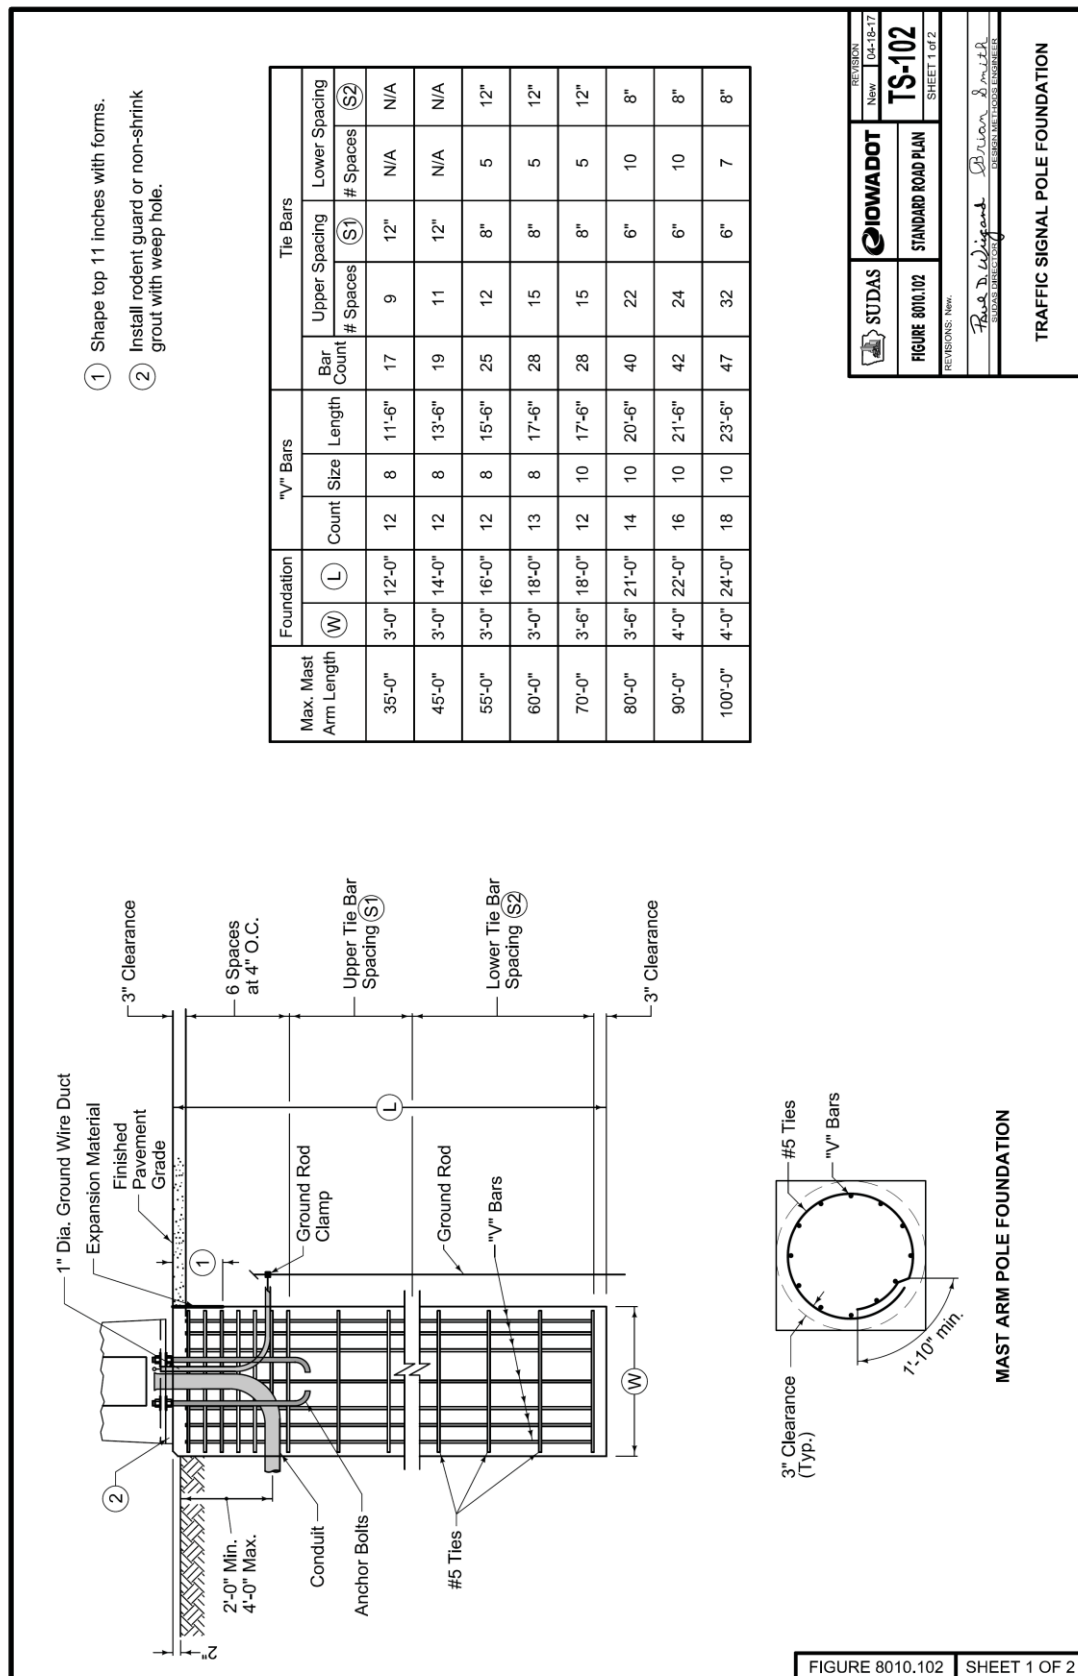 1 Shape top 11 inches with forms.
2 Install rodent guard or non-shrink
grout with weep hole.
Max. Mast
Arm Length
Foundation
"V" Bars
Tie Bars
W
L
Count
Size
Length
Bar
Count
Upper Spacing
Lower Spacing
# Spaces
S1
# Spaces
S2
35'-0" 3'-0" 12'-0" 12 8 11'-6" 17 9 12" N/A N/A
45'-0" 3'-0" 14'-0" 12 8 13'-6" 19 11 12" N/A N/A
55'-0" 3'-0" 16'-0" 12 8 15'-6" 25 12 8" 5 12"
60'-0" 3'-0" 18'-0" 13 8 17'-6" 28 15 8" 5 12"
70'-0" 3'-6" 18'-0" 12 10 17'-6" 28 15 8" 5 12"
80'-0" 3'-6" 21'-0" 14 10 20'-6" 40 22 6" 10 8"
90'-0" 4'-0" 22'-0" 16 10 21'-6" 42 24 6" 10 8"
100'-0" 4'-0" 24'-0" 18 10 23'-6" 47 32 6" 7 8"
1" Dia. Ground Wire Duct
Expansion Material
Finished
Pavement
Grade
3" Clearance
6 Spaces
at 4" O.C.
Upper Tie Bar
Spacing S1
Lower Tie Bar
Spacing S2
3" Clearance
1
2
L
W
Ground Rod
Clamp
Ground Rod
"V" Bars
2"
2'-0" Min.
4'-0" Max.
Conduit
Anchor Bolts
#5 Ties
3" Clearance
(Typ.)
#5 Ties
"V" Bars
1'-10" min.
MAST ARM POLE FOUNDATION
SUDAS
IOWADOT
REVISION
New 04-18-17
TS-102
SHEET 1 of 2
FIGURE 8010.102
STANDARD ROAD PLAN
REVISIONS: New.
Paul D. Wiegand
SUDAS DIRECTOR
Brian Smith
DESIGN METHODS ENGINEER
TRAFFIC SIGNAL POLE FOUNDATION
FIGURE 8010.102 SHEET 1 OF 2